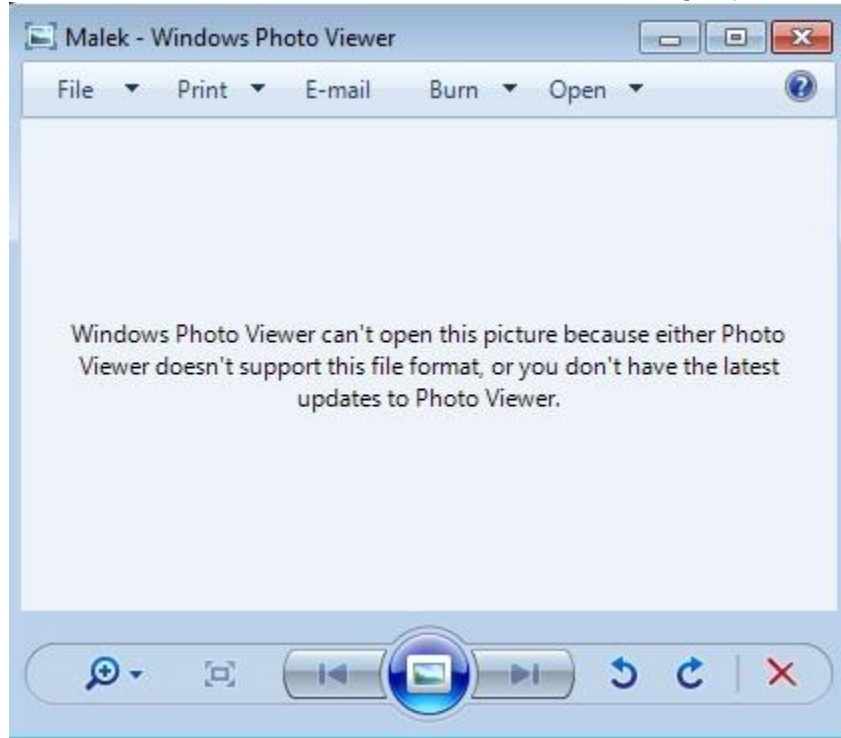 Malek - Windows Photo Viewer
File Print E-mail Burn Open
Windows Photo Viewer can't open this picture because either Photo
Viewer doesn't support this file format, or you don't have the latest
updates to Photo Viewer.